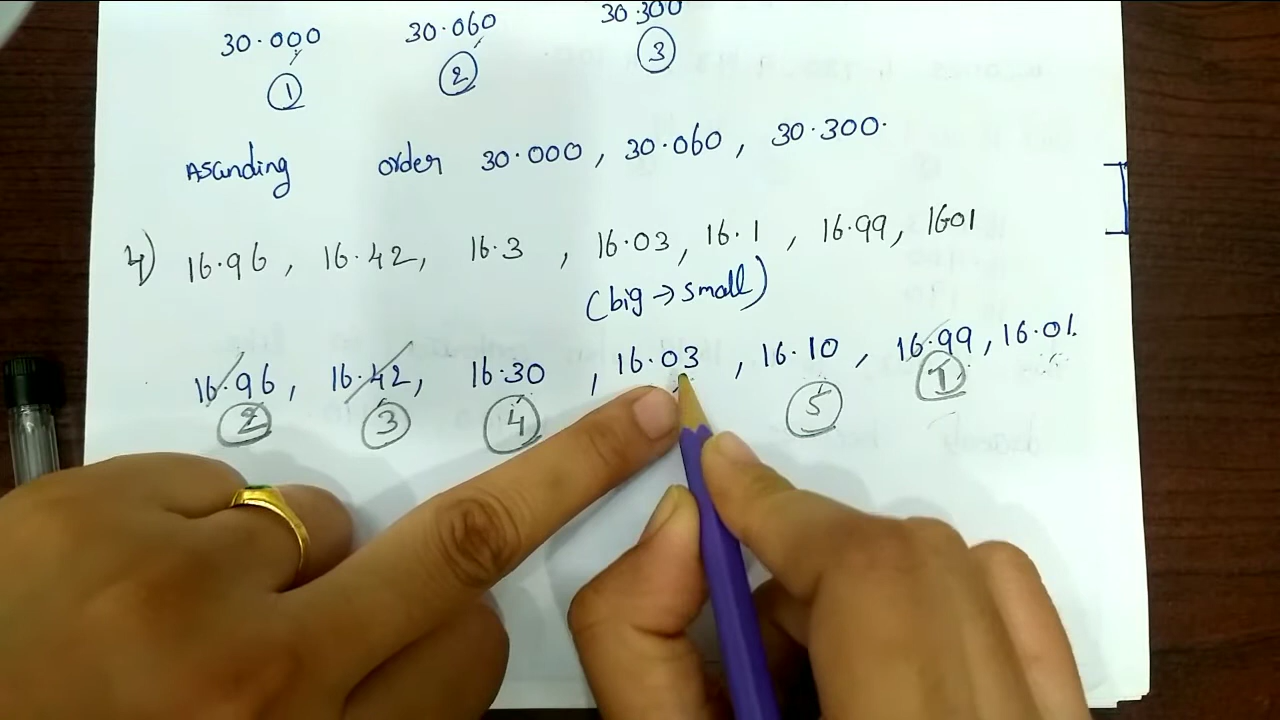 30.000 30.060 30.300
1 2 3
Ascending order 30.000, 30.060, 30.300.
4) 16.96, 16.42, 16.3, 16.03, 16.1, 16.99, 16.01
(big → small)
16.96, 16.42, 16.30, 16.03, 16.10, 16.99, 16.01.
2 3 4 5 1